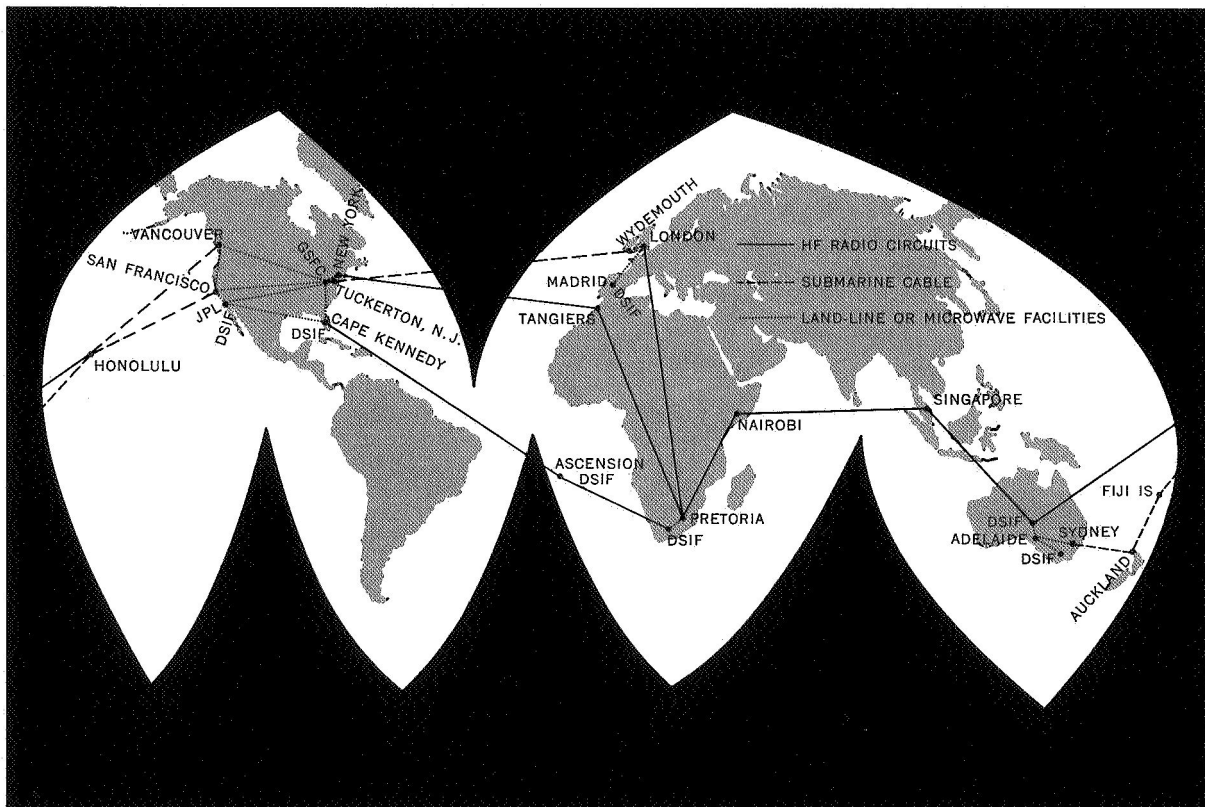 VANCOUVER
SAN FRANCISCO
JPL
DSIF
HONOLULU
GSFC
NEW YORK
TUCKERTON, N. J.
DSIF
CAPE KENNEDY
WYDEMOUTH
LONDON
MADRID
DSIF
TANGIERS
HF RADIO CIRCUITS
SUBMARINE CABLE
LAND-LINE OR MICROWAVE FACILITIES
NAIROBI
SINGAPORE
ASCENSION
DSIF
PRETORIA
DSIF
FIJI IS
DSIF
ADELAIDE
SYDNEY
DSIF
AUCKLAND